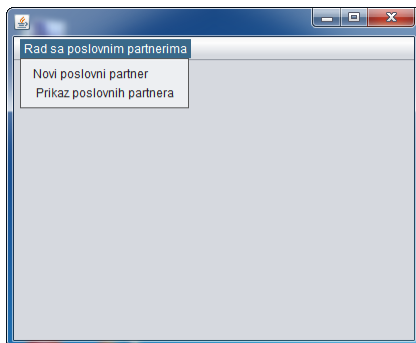 Rad sa poslovnim partnerima
Novi poslovni partner
Prikaz poslovnih partnera